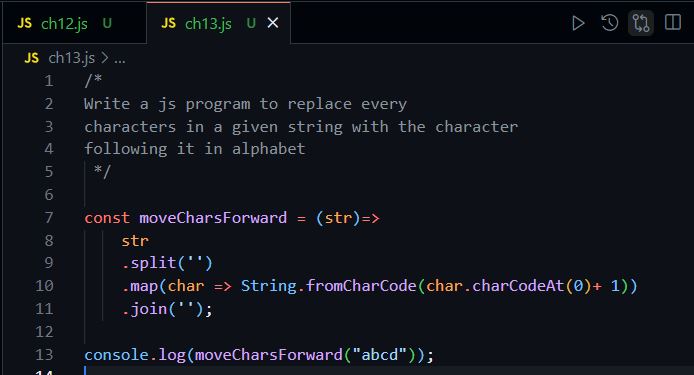 JS ch12.js U
JS ch13.js U ×
JS ch13.js > ...
1 /*
2 Write a js program to replace every
3 characters in a given string with the character
4 following it in alphabet
5  */
6
7 const moveCharsForward = (str)=>
8     str
9     .split('')
10     .map(char => String.fromCharCode(char.charCodeAt(0)+ 1))
11     .join('');
12
13 console.log(moveCharsForward("abcd"));
14